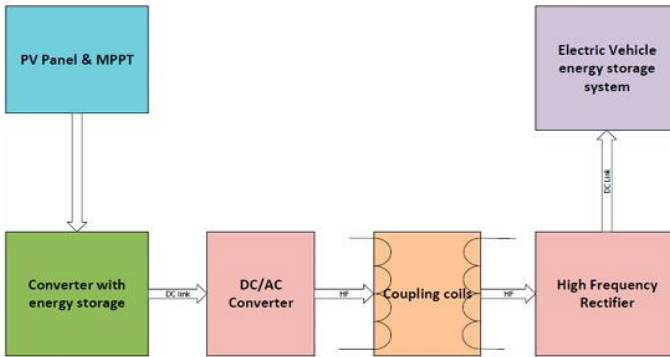 PV Panel & MPPT
Electric Vehicle
energy storage
system
DC Link
Converter with
energy storage
DC link
DC/AC
Converter
HF
Coupling coils
HF
High Frequency
Rectifier